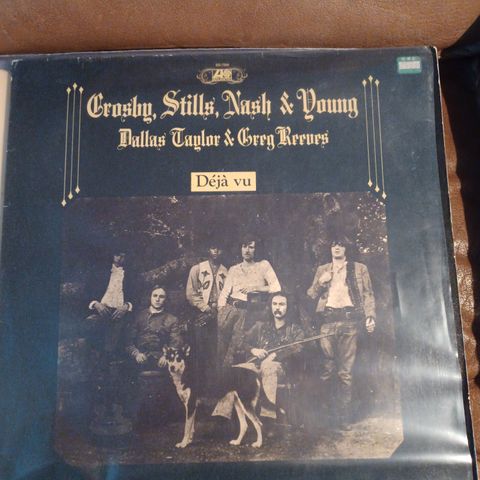 Crosby, Stills, Nash & Young
Dallas Taylor & Greg Reeves
Déjà vu